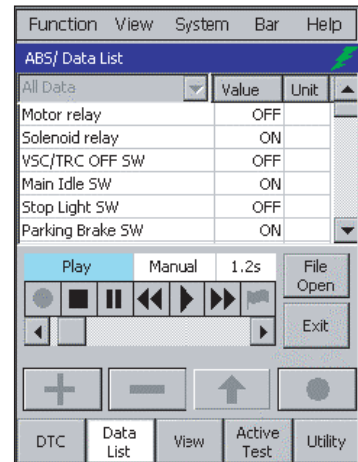 Function View System Bar Help
ABS/ Data List
All Data Value Unit
Motor relay OFF
Solenoid relay ON
VSC/TRC OFF SW OFF
Main Idle SW ON
Stop Light SW OFF
Parking Brake SW ON
Play Manual 1.2s File Open
Exit
DTC Data List View Active Test Utility